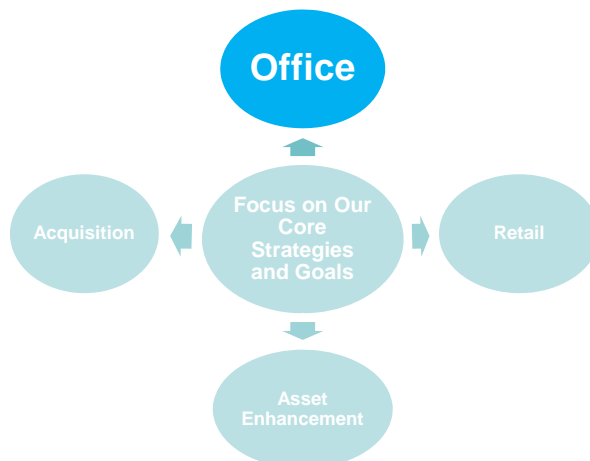 Office
Focus on Our
Core
Strategies
and Goals
Acquisition
Retail
Asset
Enhancement